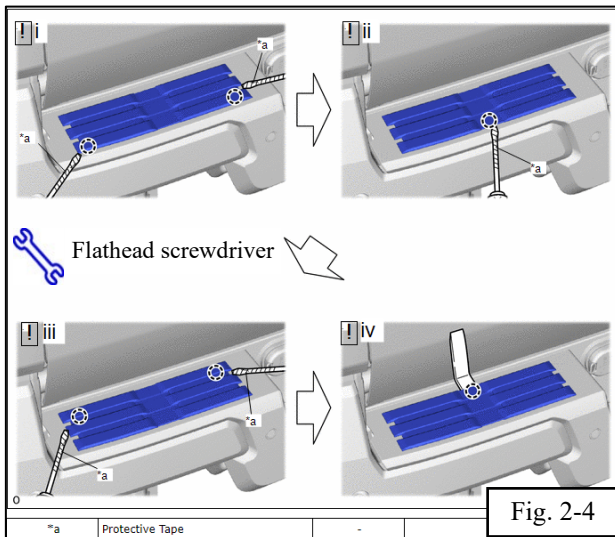 ! i
*a
*a
! ii
*a
Flathead screwdriver
! iii
*a
*a
! iv
o
Fig. 2-4
*a Protective Tape -